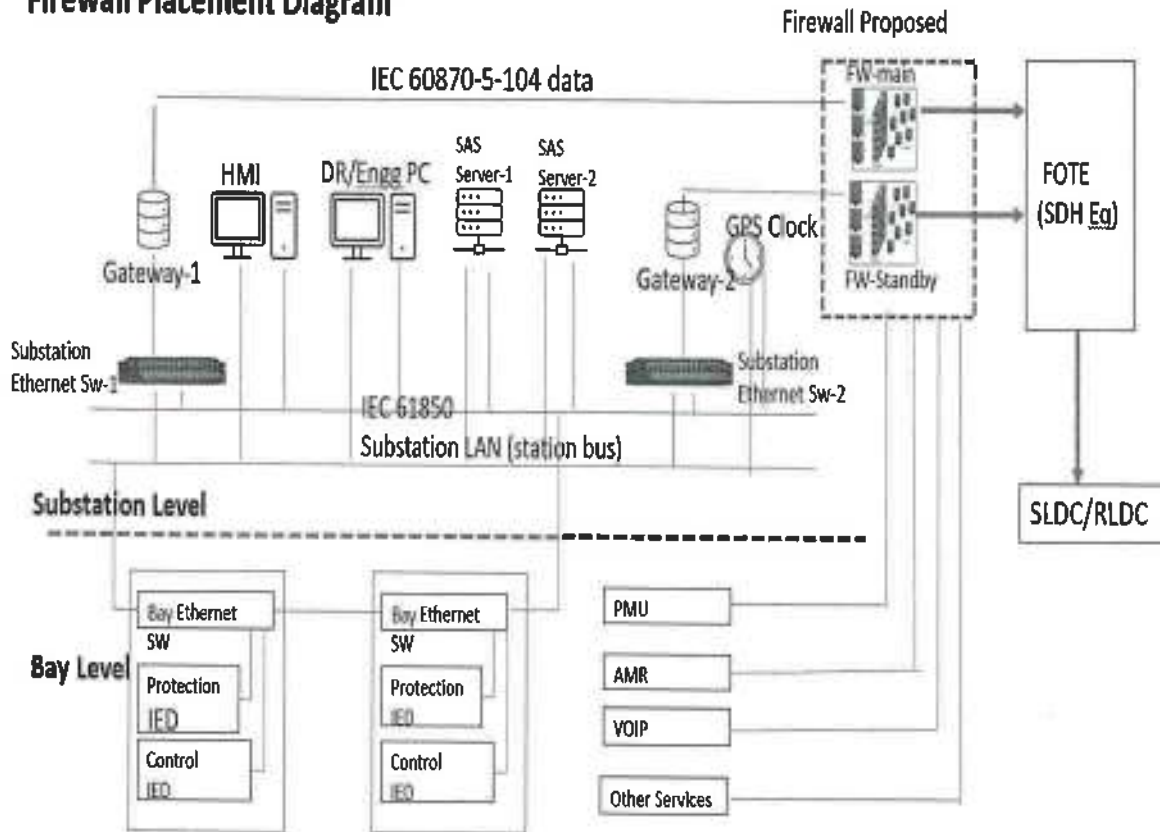 Firewall Placement Diagram
Firewall Proposed
IEC 60870-5-104 data
FW-main
SAS
Server-1
SAS
Server-2
HMI
DR/Engg PC
FOTE
(SDH Eq)
GPS Clock
Gateway-1
Gateway-2
FW-Standby
Substation
Ethernet Sw-1
Substation
Ethernet Sw-2
IEC 61850
Substation LAN (station bus)
Substation Level
SLDC/RLDC
Bay Ethernet
SW
Bay Ethernet
SW
PMU
Bay Level
Protection
IED
Protection
IED
AMR
VOIP
Control
IED
Control
IED
Other Services